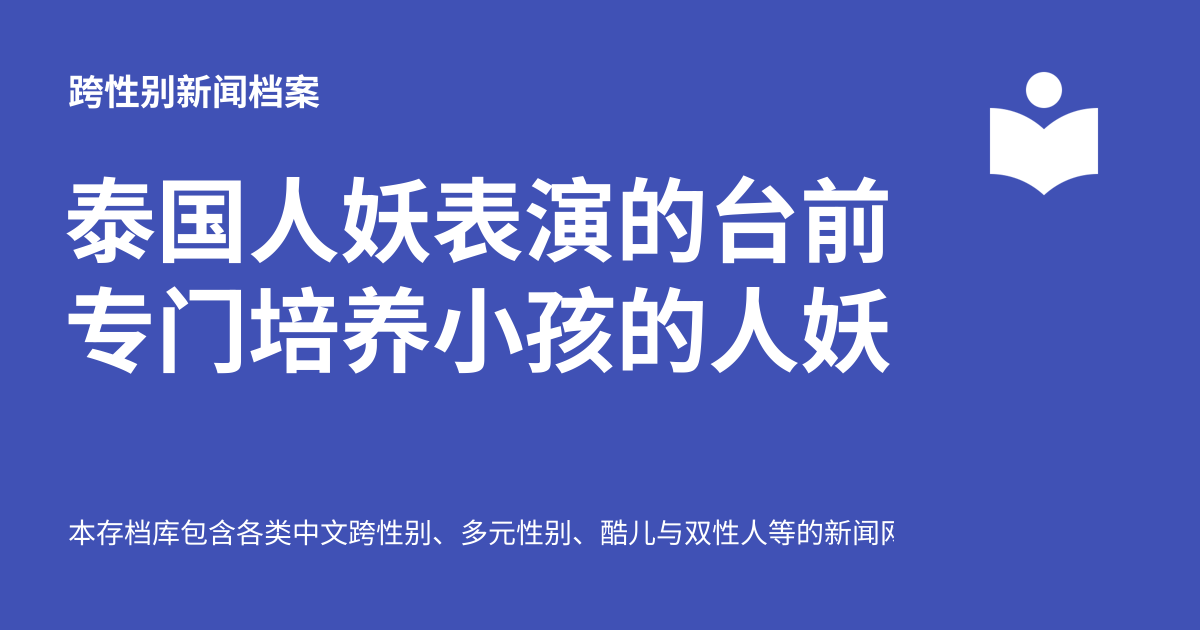 跨性别新闻档案
泰国人妖表演的台前
专门培养小孩的人妖
本存档库包含各类中文跨性别、多元性别、酷儿与双性人等的新闻